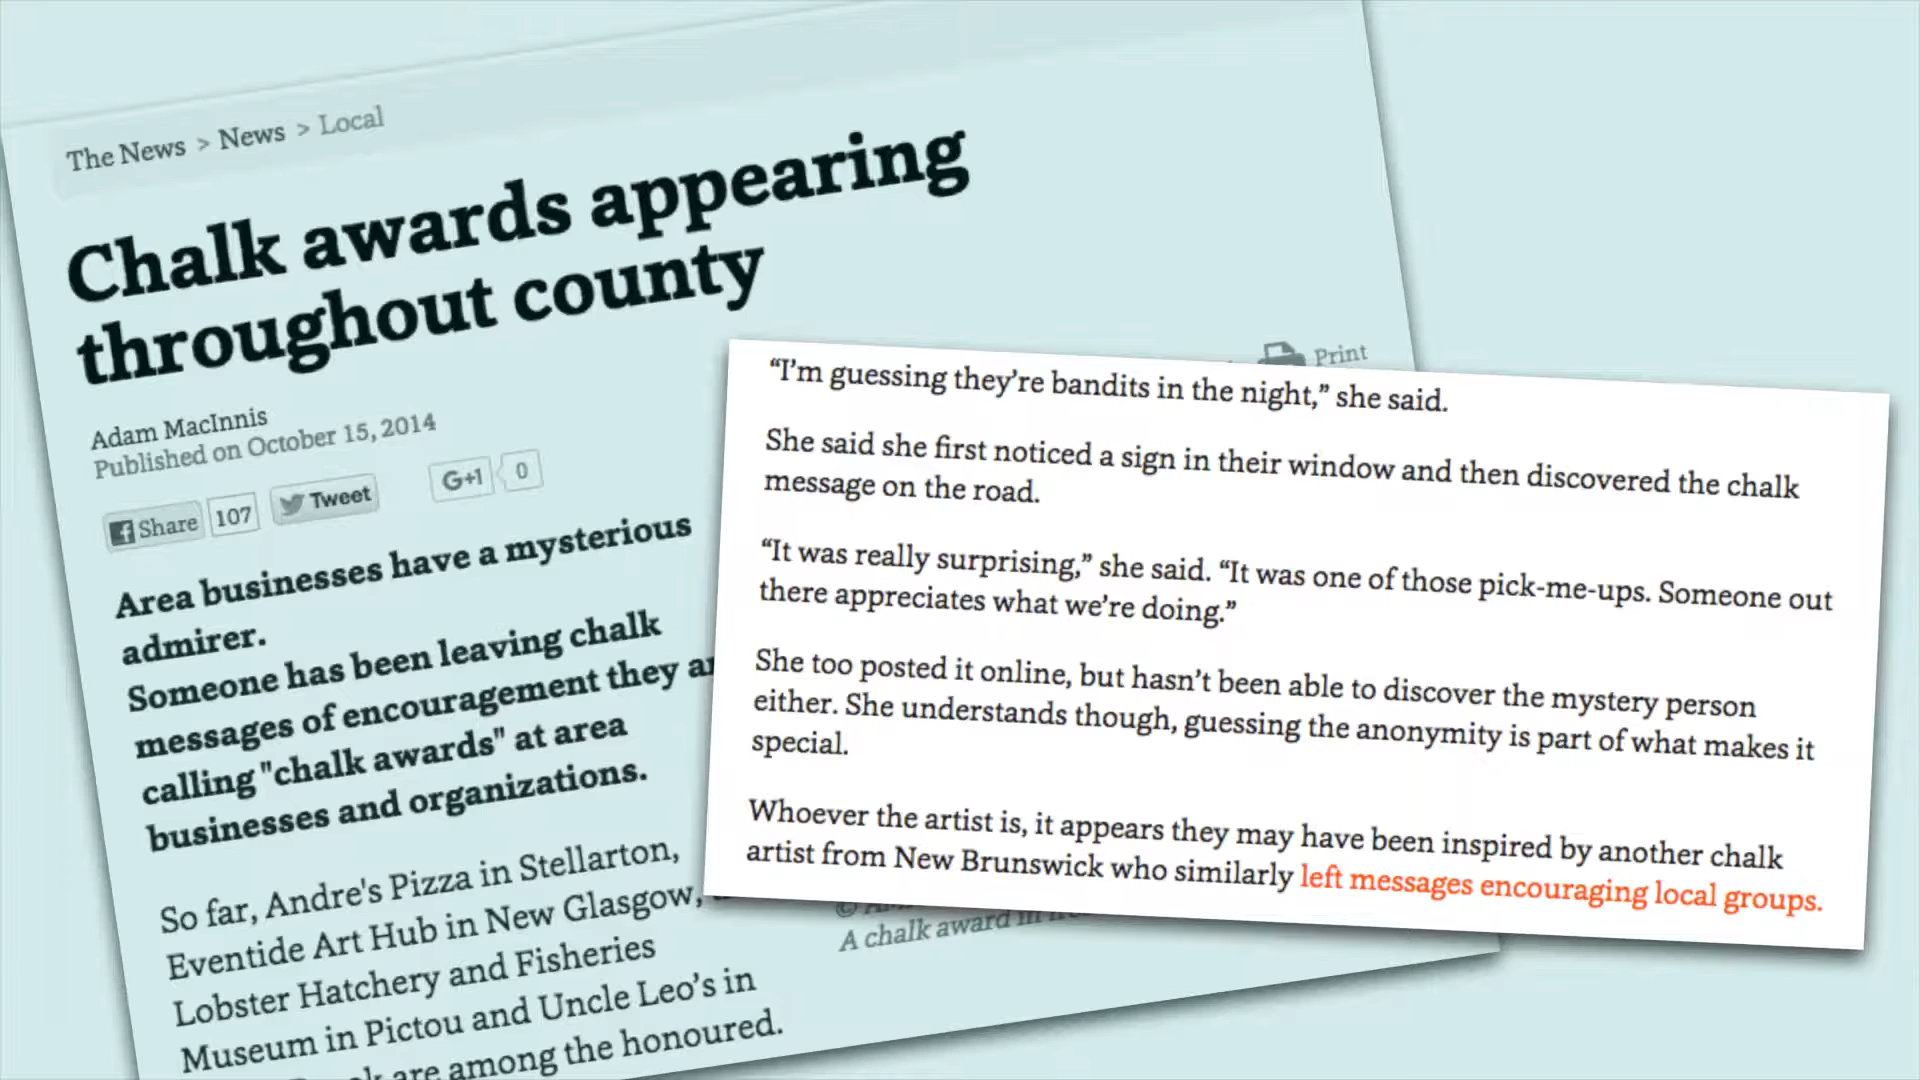 The News > News > Local
Chalk awards appearing
throughout county
Print
Adam MacInnis
Published on October 15, 2014
Share 107 Tweet G+1 0
Area businesses have a mysterious
admirer.
Someone has been leaving chalk
messages of encouragement they
calling "chalk awards" at area
businesses and organizations.
So far, Andre's Pizza in Stellarton,
Eventide Art Hub in New Glasgow,
Lobster Hatchery and Fisheries
Museum in Pictou and Uncle Leo's in
are among the honoured.
A chalk award in
“I’m guessing they’re bandits in the night,” she said.
She said she first noticed a sign in their window and then discovered the chalk
message on the road.
“It was really surprising,” she said. “It was one of those pick-me-ups. Someone out
there appreciates what we’re doing.”
She too posted it online, but hasn’t been able to discover the mystery person
either. She understands though, guessing the anonymity is part of what makes it
special.
Whoever the artist is, it appears they may have been inspired by another chalk
artist from New Brunswick who similarly left messages encouraging local groups.